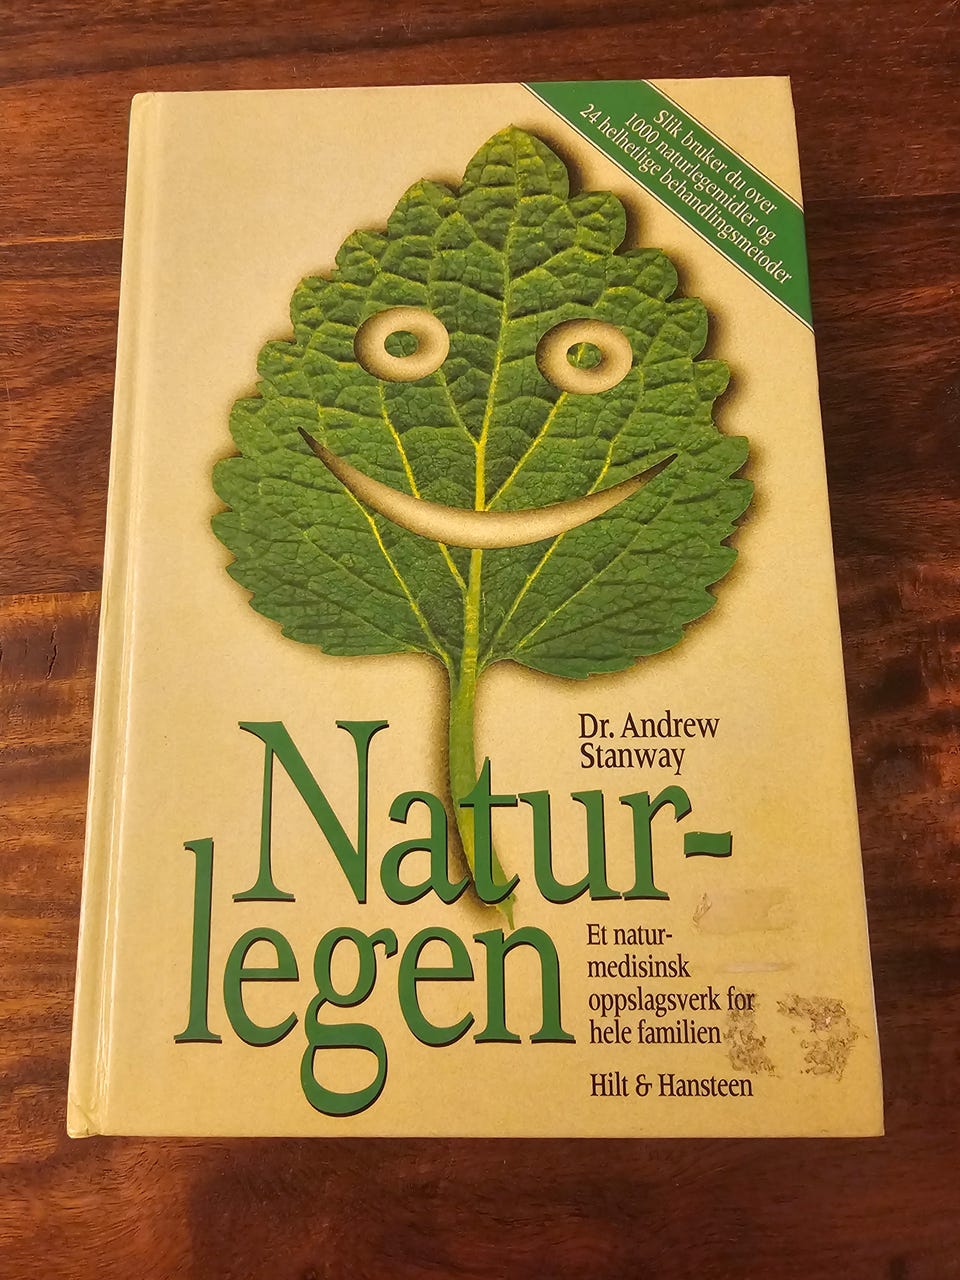 Slik bruker du over
1000 naturlegemidler og
24 helhetlige behandlingsmetoder
Dr. Andrew
Stanway
Natur-
legen
Et natur-
medisinsk
oppslagsverk for
hele familien
Hilt & Hansteen